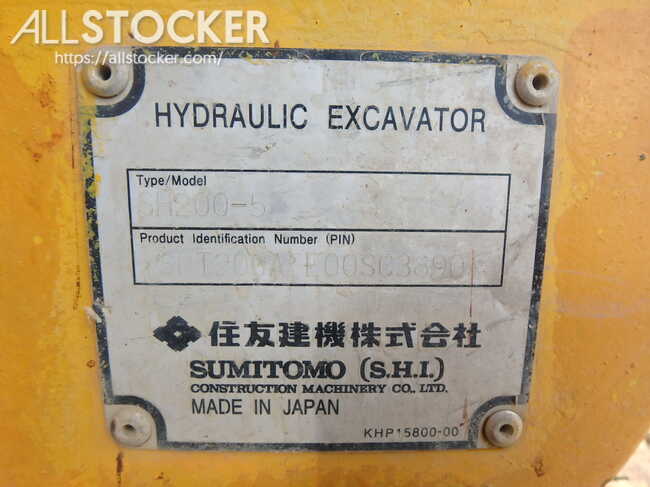 ALLSTOCKER
https://allstocker.com/
HYDRAULIC EXCAVATOR
Type/Model
SH200-5
Product Identification Number (PIN)
住友建機株式会社
SUMITOMO (S.H.I.)
CONSTRUCTION MACHINERY CO., LTD.
MADE IN JAPAN
KHP15800-00